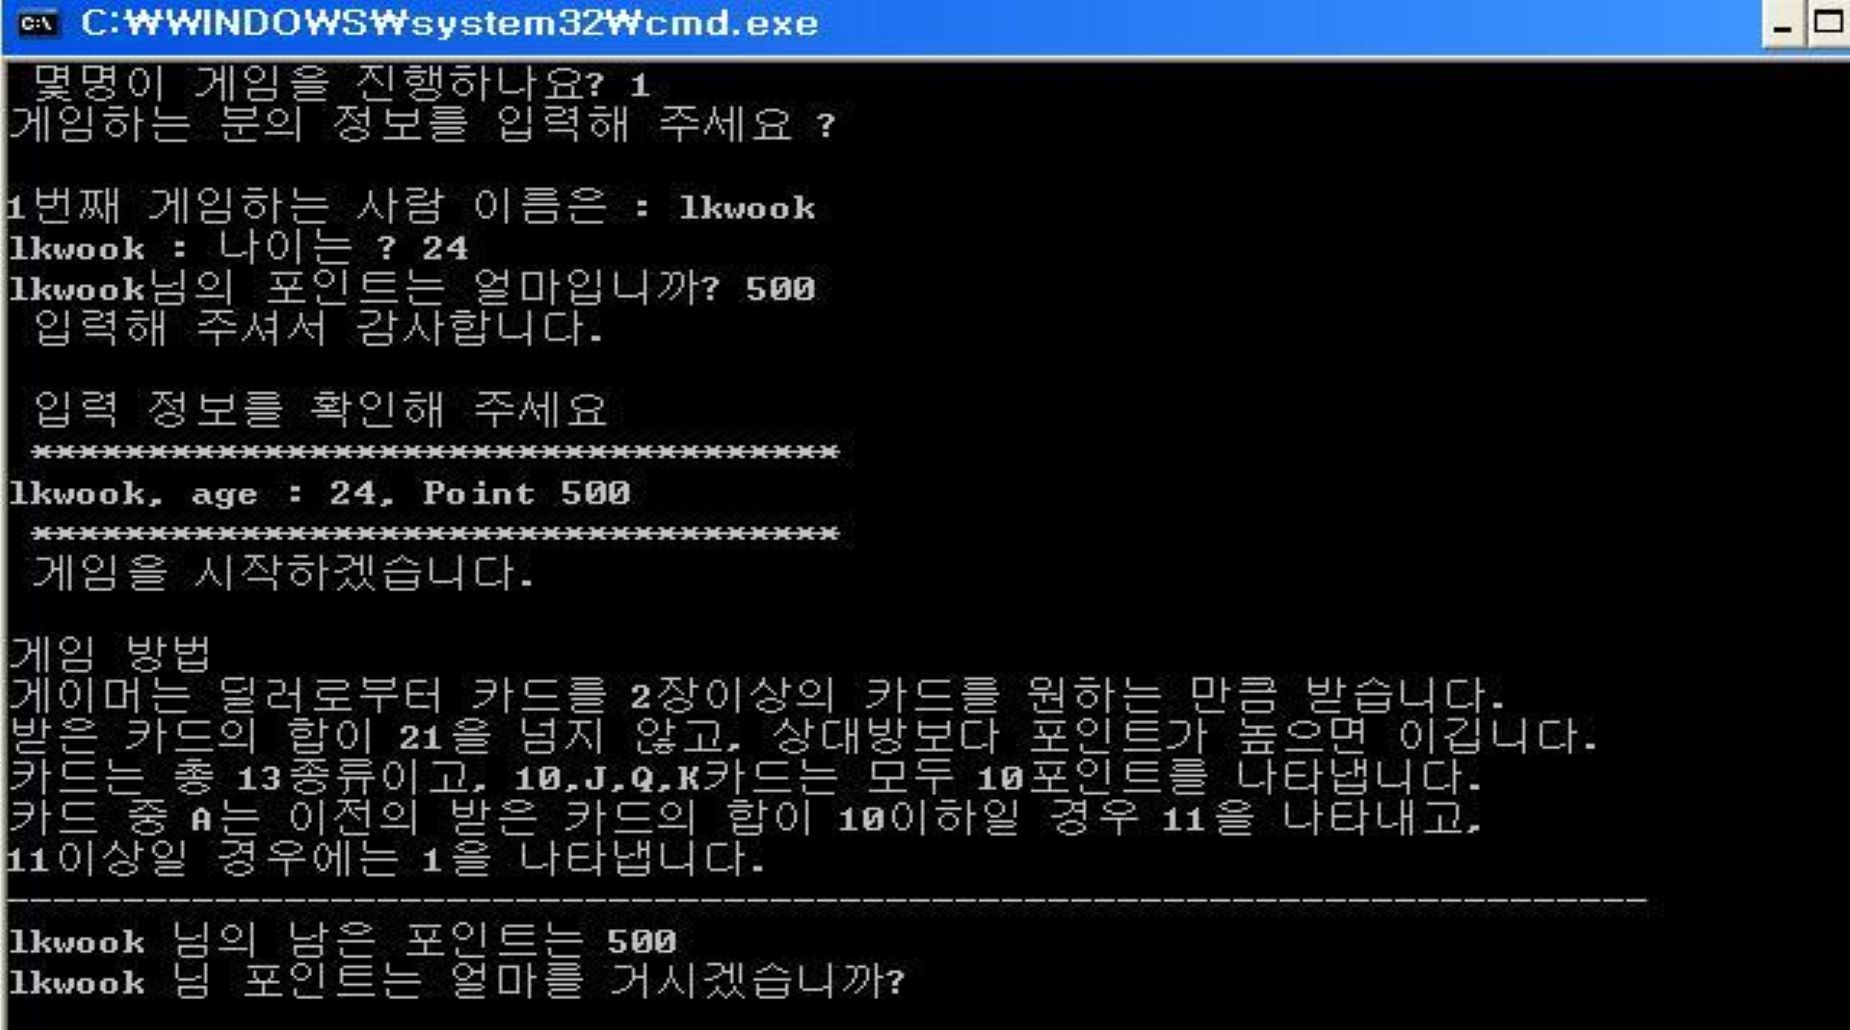 C:\WINDOWS\system32\cmd.exe
몇명이 게임을 진행하나요? 1
게임하는 분의 정보를 입력해 주세요 ?
1번째 게임하는 사람 이름은 : lkwook
lkwook : 나이는 ? 24
lkwook님의 포인트는 얼마입니까? 500
입력해 주셔서 감사합니다.
입력 정보를 확인해 주세요
***********************************
lkwook, age : 24, Point 500
***********************************
게임을 시작하겠습니다.
게임 방법
게이머는 딜러로부터 카드를 2장이상의 카드를 원하는 만큼 받습니다.
받은 카드의 합이 21을 넘지 않고, 상대방보다 포인트가 높으면 이깁니다.
카드는 총 13종류이고, 10,J,Q,K카드는 모두 10포인트를 나타냅니다.
카드 중 A는 이전의 받은 카드의 합이 10이하일 경우 11을 나타내고,
11이상일 경우에는 1을 나타냅니다.
-----------------------------------------------------------------------
lkwook 님의 남은 포인트는 500
lkwook 님 포인트는 얼마를 거시겠습니까?